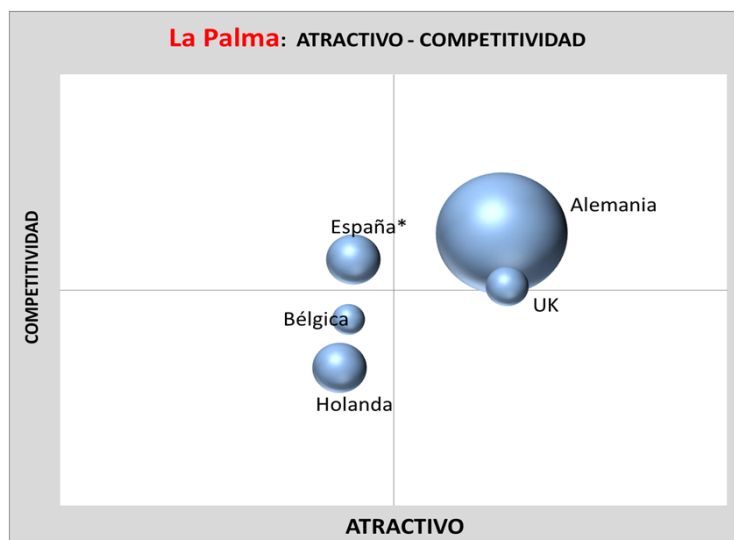 La Palma: ATRACTIVO - COMPETITIVIDAD
COMPETITIVIDAD
Alemania
España*
UK
Bélgica
Holanda
ATRACTIVO